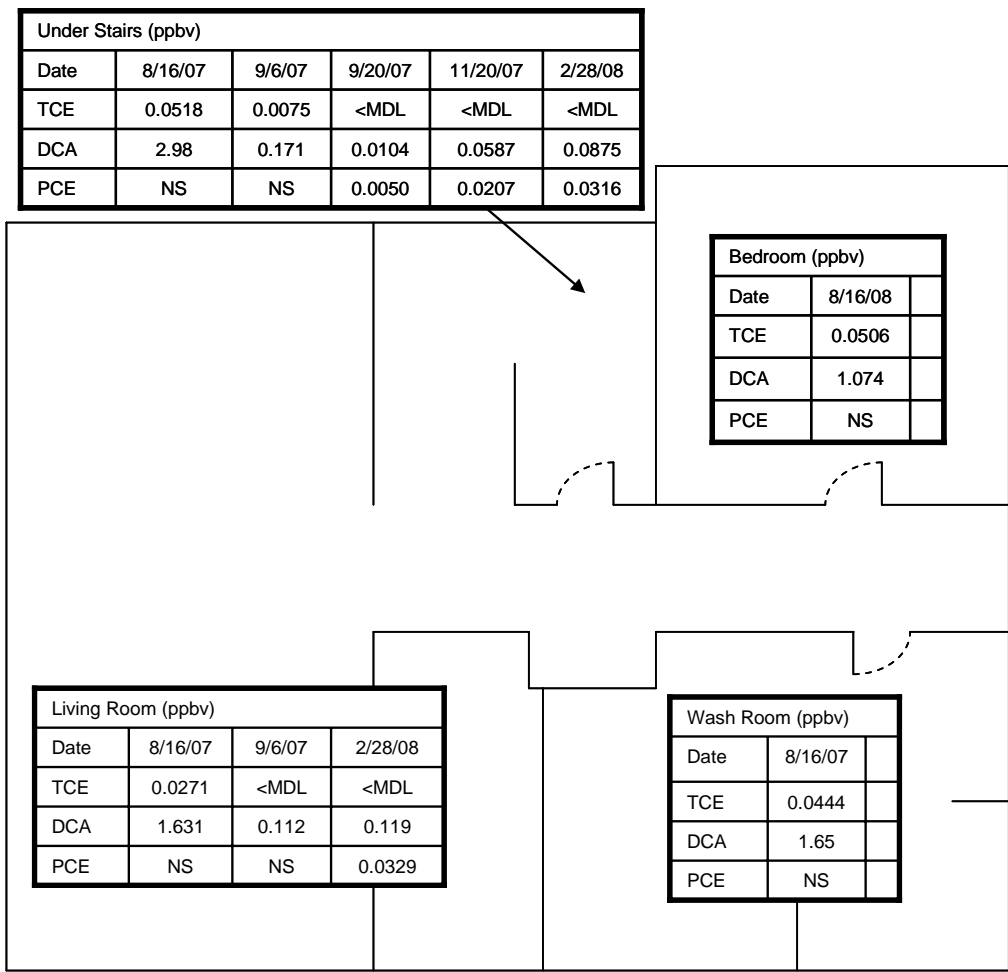 Under Stairs (ppbv)
Date 8/16/07 9/6/07 9/20/07 11/20/07 2/28/08
TCE 0.0518 0.0075 <MDL <MDL <MDL
DCA 2.98 0.171 0.0104 0.0587 0.0875
PCE NS NS 0.0050 0.0207 0.0316
Bedroom (ppbv)
Date 8/16/08
TCE 0.0506
DCA 1.074
PCE NS
Living Room (ppbv)
Date 8/16/07 9/6/07 2/28/08
TCE 0.0271 <MDL <MDL
DCA 1.631 0.112 0.119
PCE NS NS 0.0329
Wash Room (ppbv)
Date 8/16/07
TCE 0.0444
DCA 1.65
PCE NS